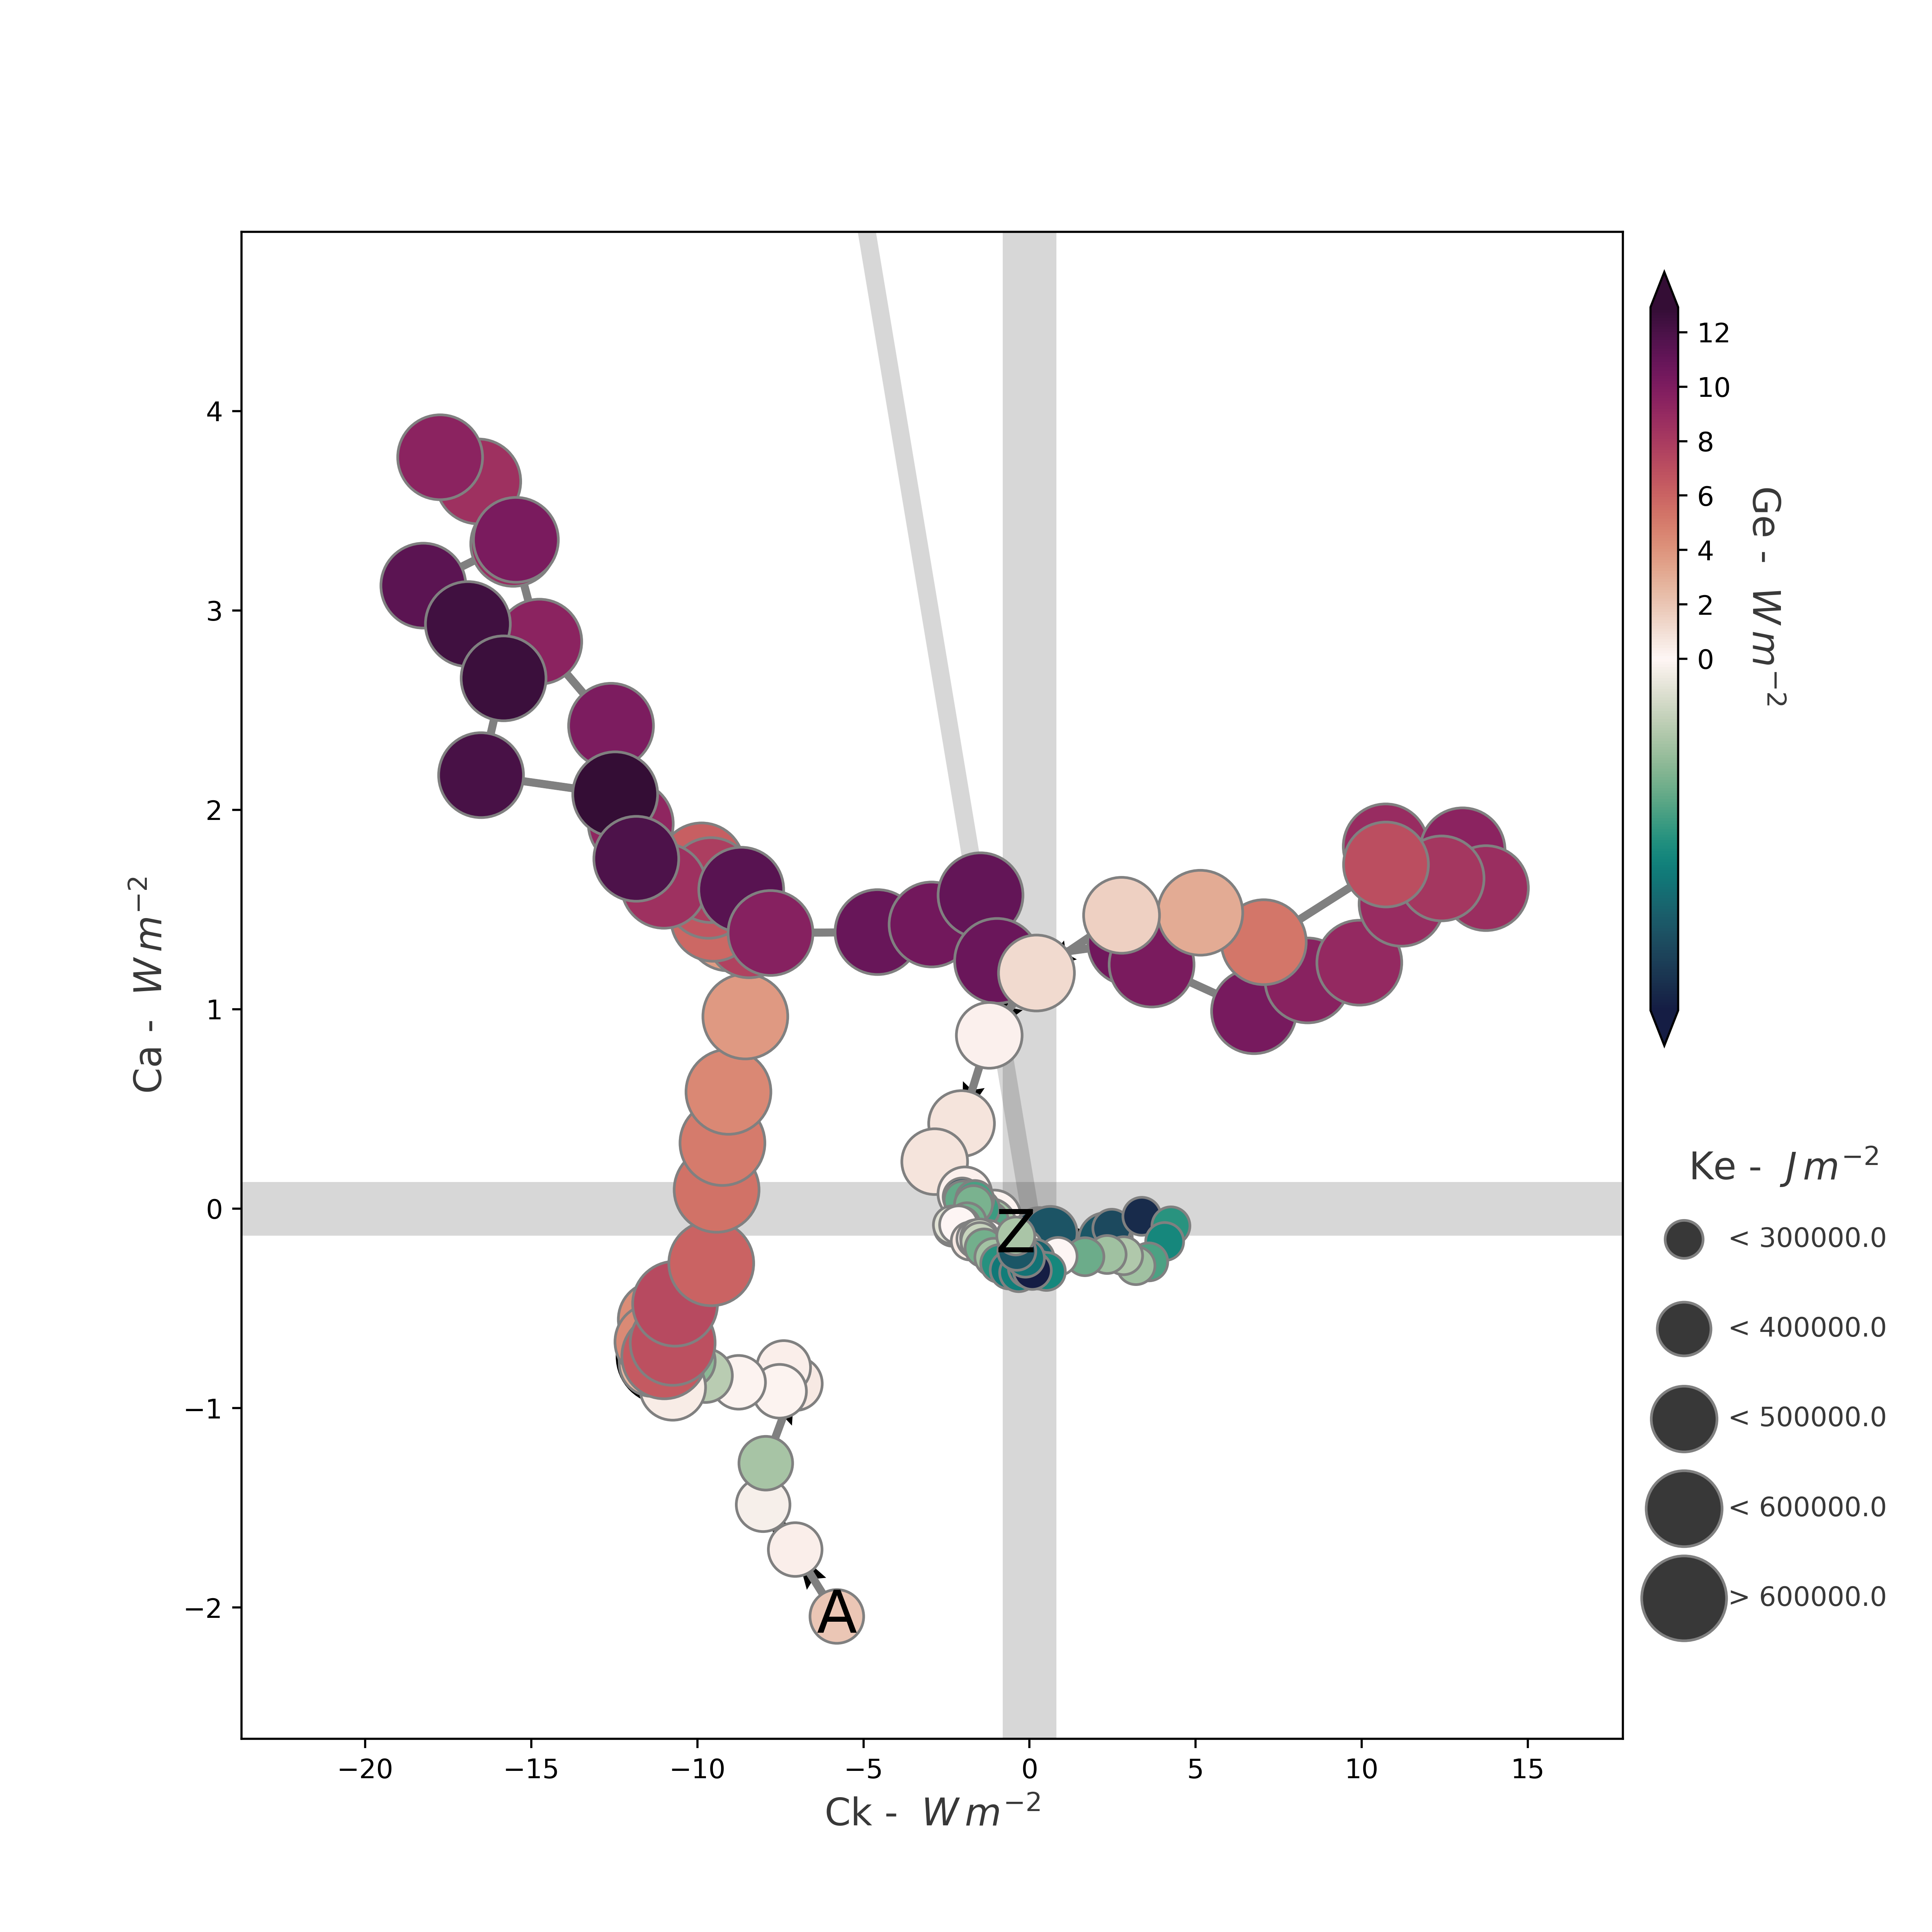 4
3
2
1
0
−1
−2
Ca - W m⁻²
−20 −15 −10 −5 0 5 10 15
Ck - W m⁻²
A
Z
12
10
8
6
4
2
0
Ge - W m⁻²
Ke - J m⁻²
< 300000.0
< 400000.0
< 500000.0
< 600000.0
> 600000.0